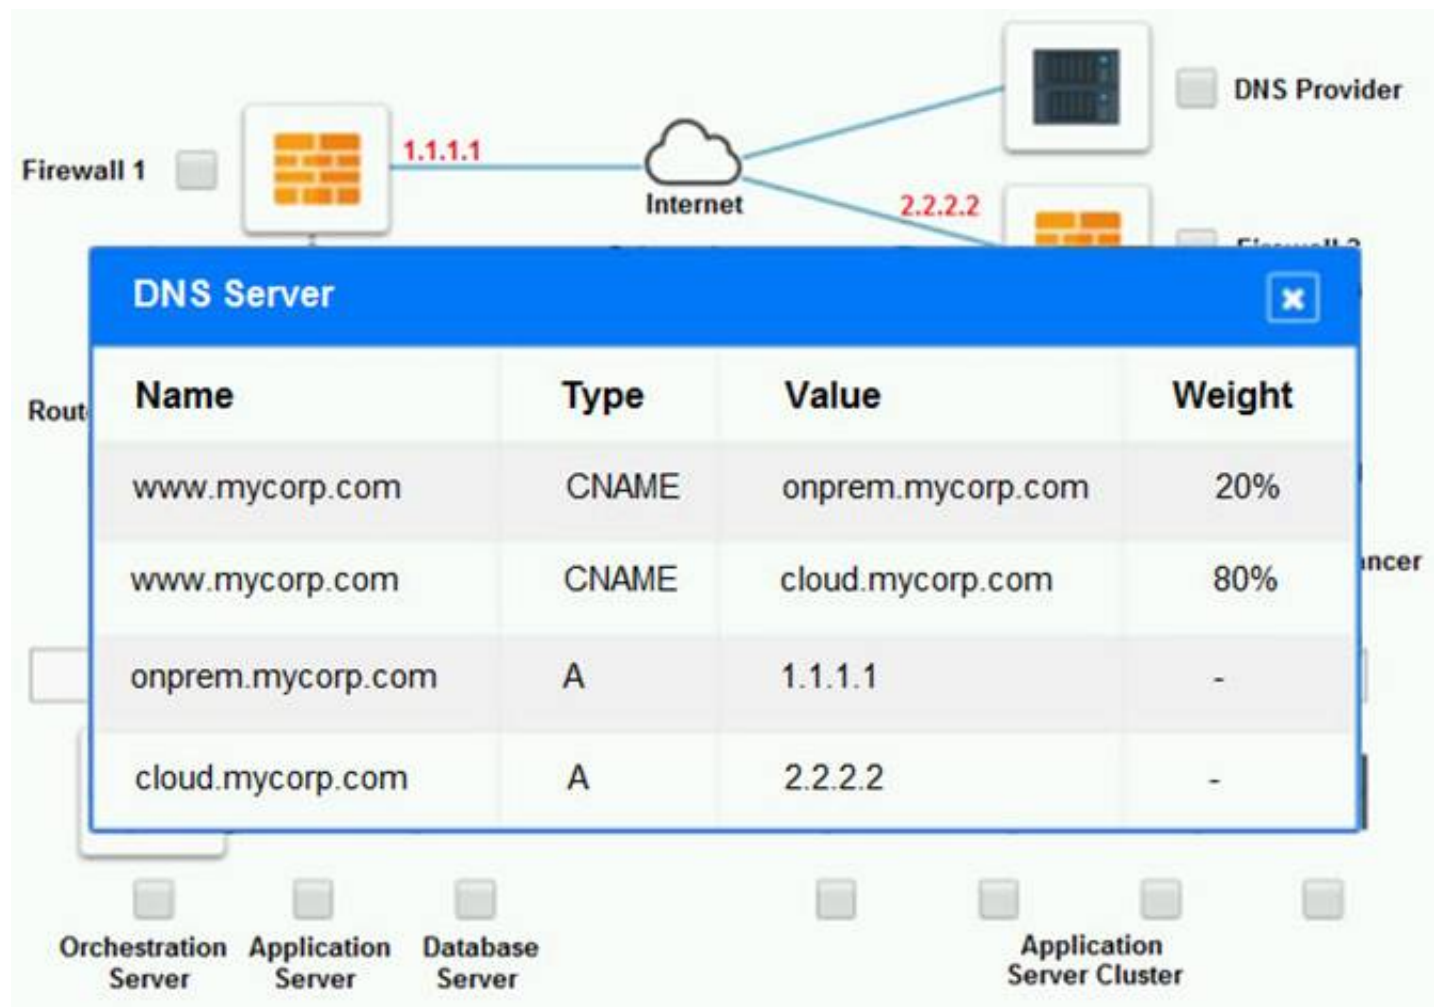 DNS Provider
Firewall 1
1.1.1.1
Internet
2.2.2.2
DNS Server
Name Type Value Weight
www.mycorp.com CNAME onprem.mycorp.com 20%
www.mycorp.com CNAME cloud.mycorp.com 80%
onprem.mycorp.com A 1.1.1.1 -
cloud.mycorp.com A 2.2.2.2 -
Rout
ancer
Orchestration Server
Application Server
Database Server
Application Server Cluster